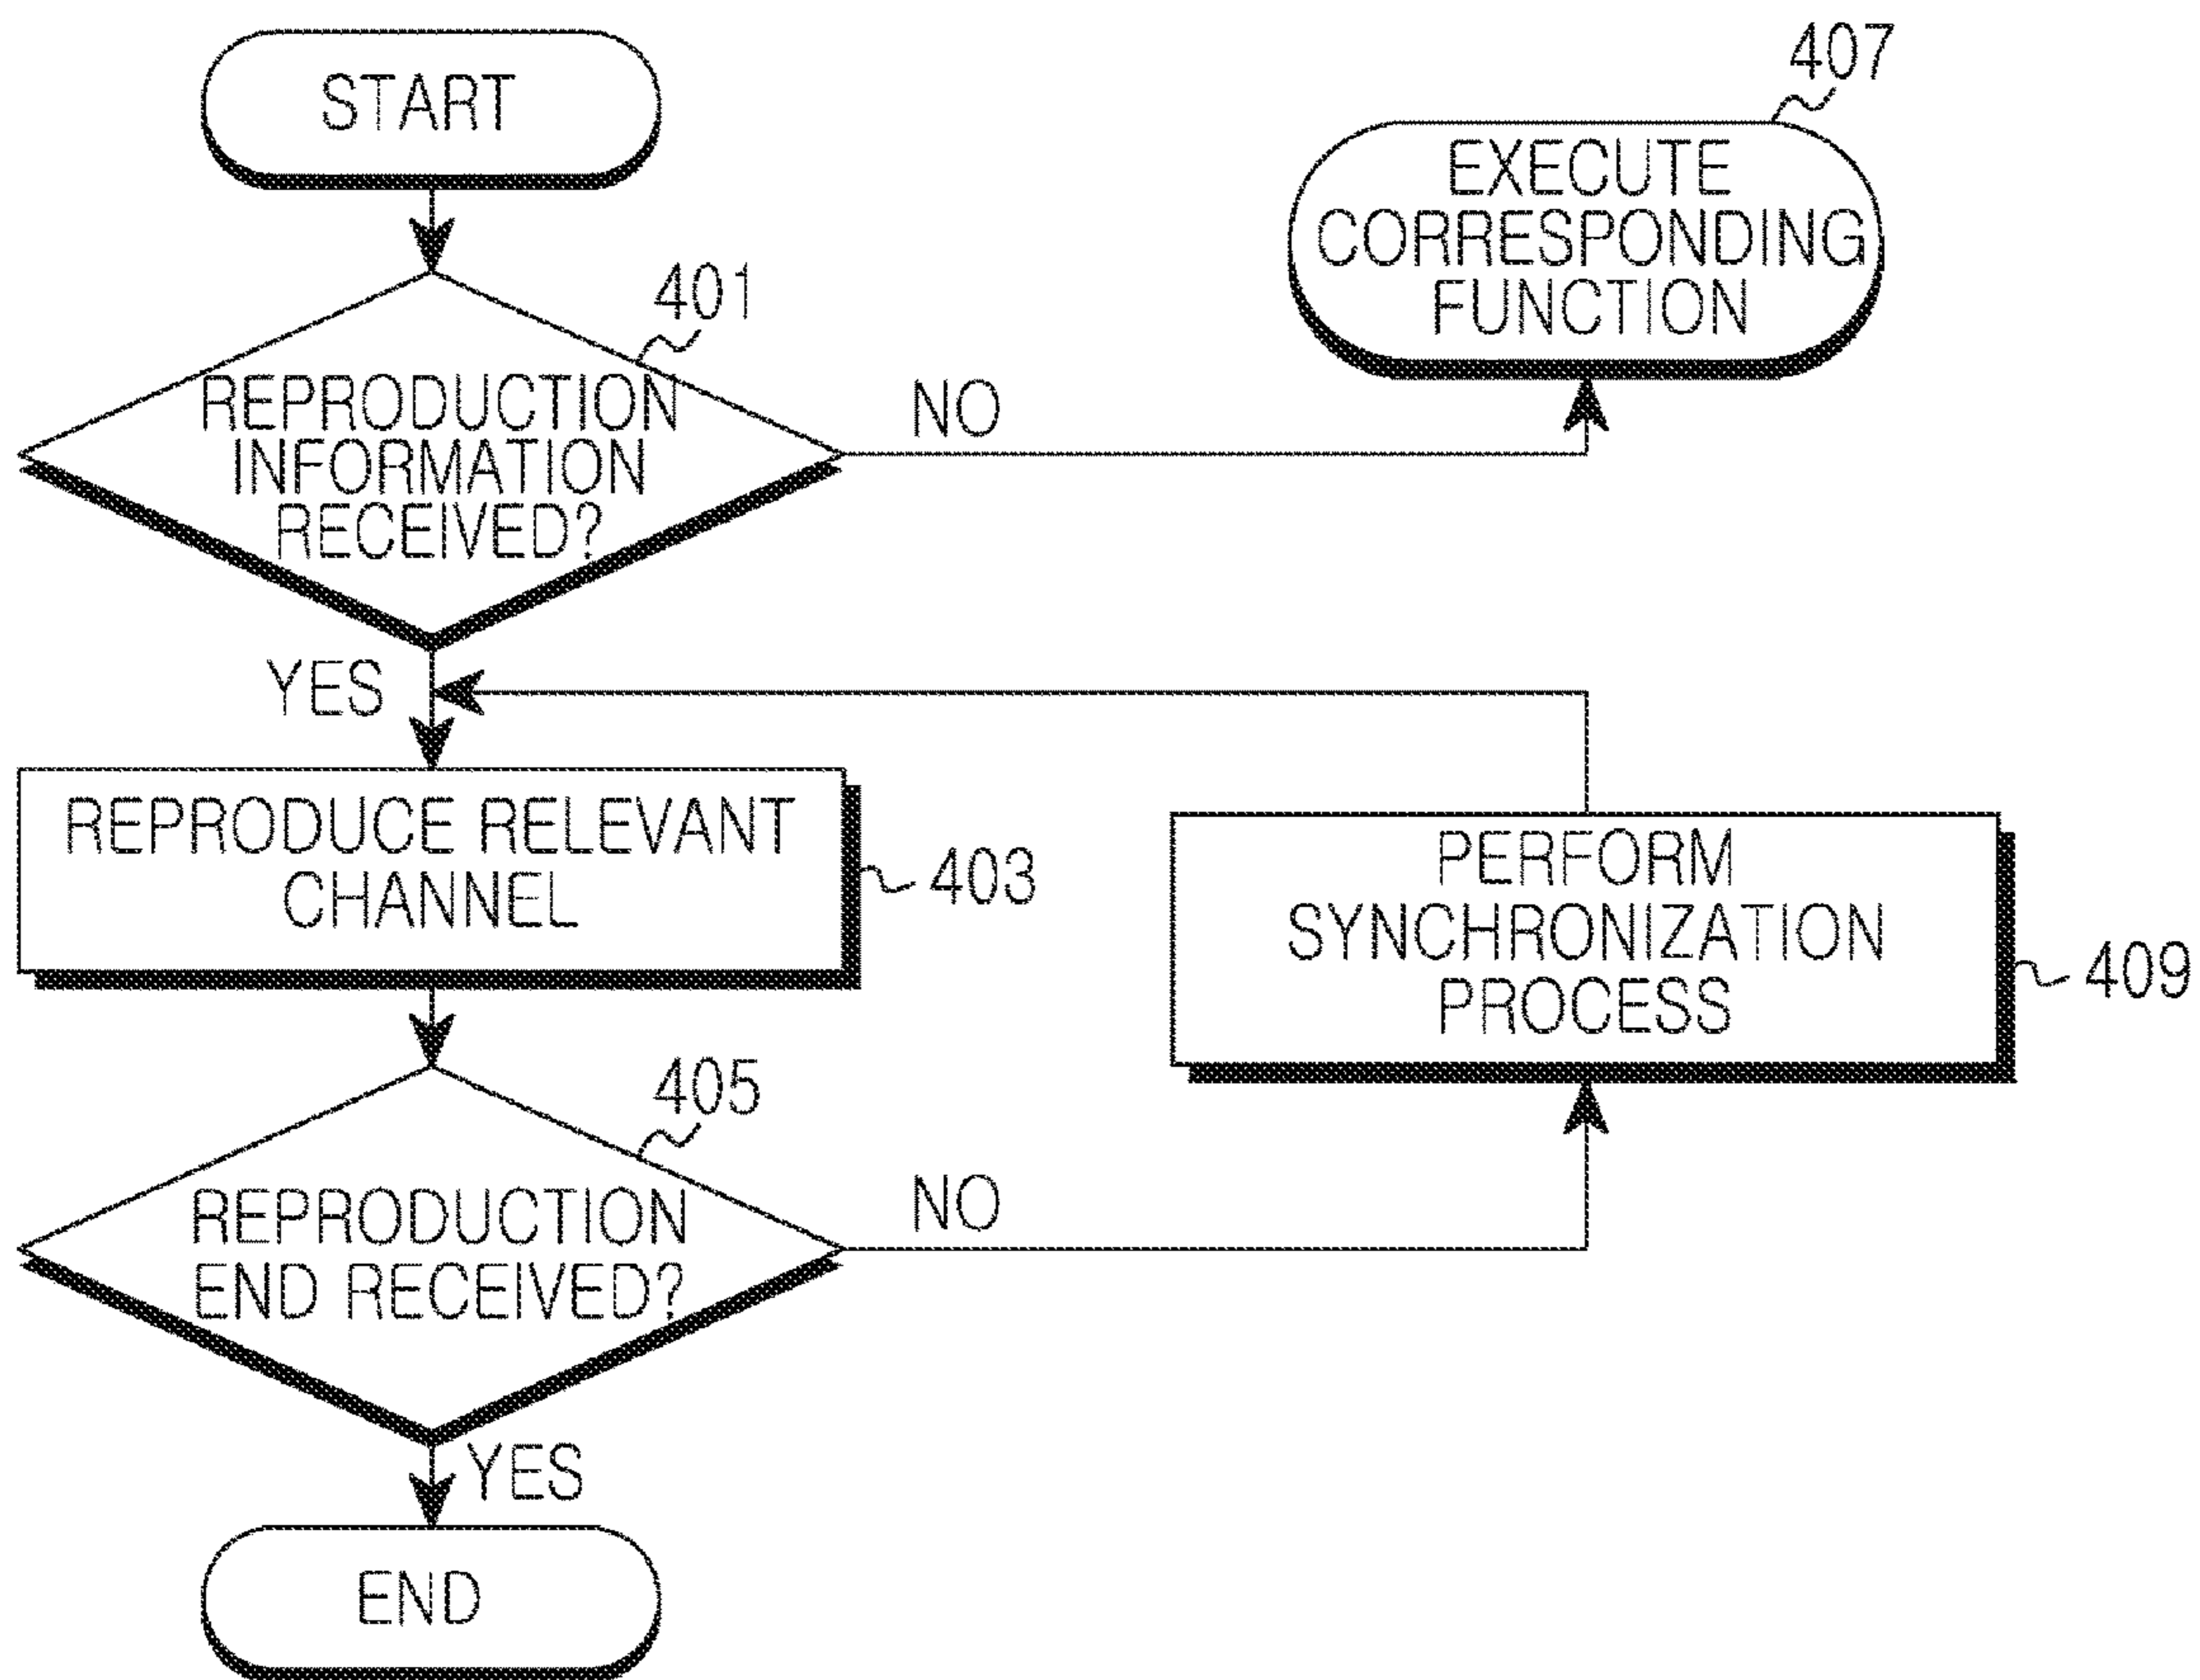 START
407
EXECUTE
CORRESPONDING
FUNCTION
401
REPRODUCTION
INFORMATION
RECEIVED?
NO
YES
REPRODUCE RELEVANT
CHANNEL
403
PERFORM
SYNCHRONIZATION
PROCESS
409
405
REPRODUCTION
END RECEIVED?
NO
YES
END